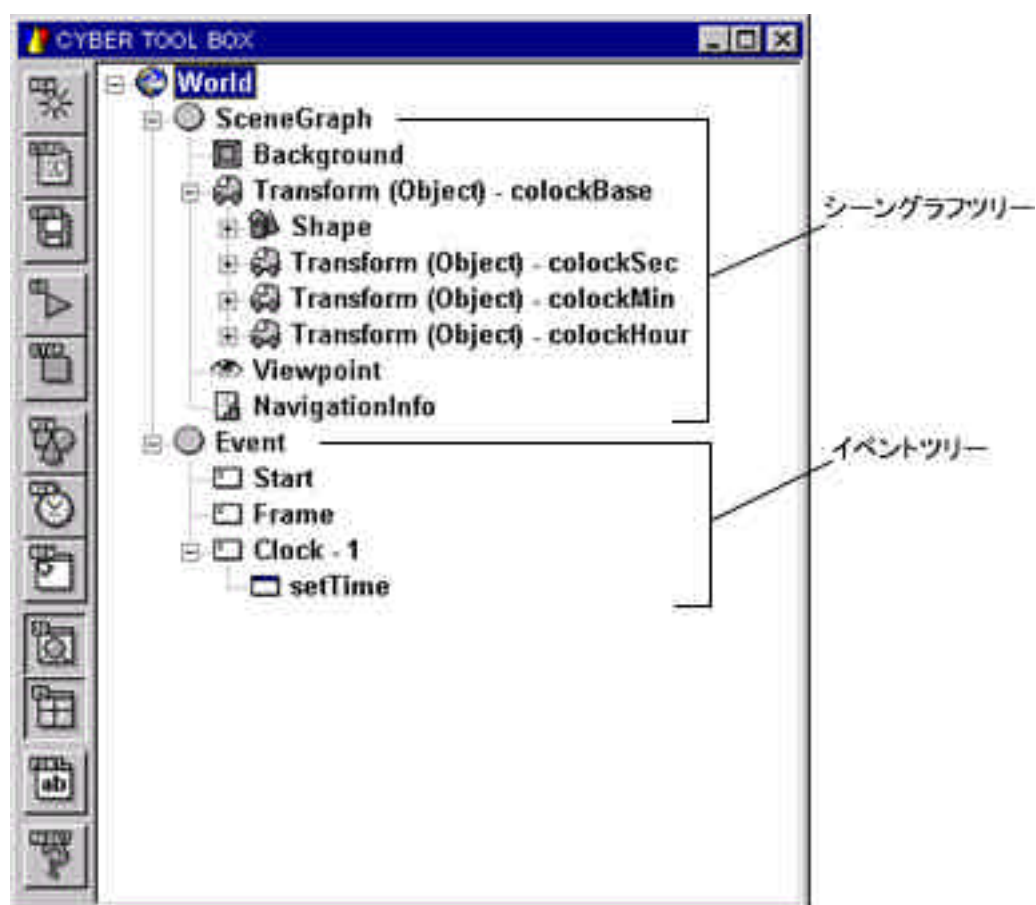 CYBER TOOL BOX
World
SceneGraph
Background
Transform (Object) - colockBase
シーングラフツリー
Shape
Transform (Object) - colockSec
Transform (Object) - colockMin
Transform (Object) - colockHour
Viewpoint
NavigationInfo
Event
イベントツリー
Start
Frame
Clock - 1
setTime
ab